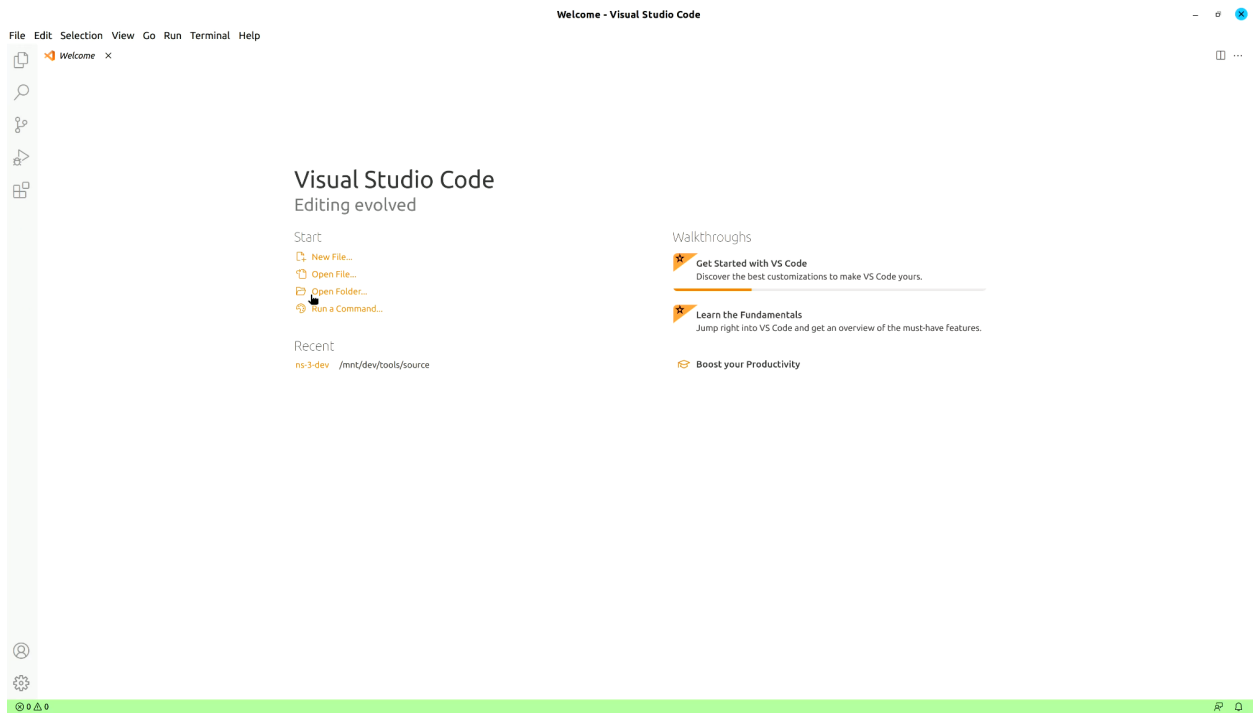 Welcome - Visual Studio Code
File Edit Selection View Go Run Terminal Help
Welcome
Visual Studio Code
Editing evolved
Start
New File...
Open File...
Open Folder...
Run a Command...
Recent
ns-3-dev /mnt/dev/tools/source
Walkthroughs
Get Started with VS Code
Discover the best customizations to make VS Code yours.
Learn the Fundamentals
Jump right into VS Code and get an overview of the must-have features.
Boost your Productivity
0 0